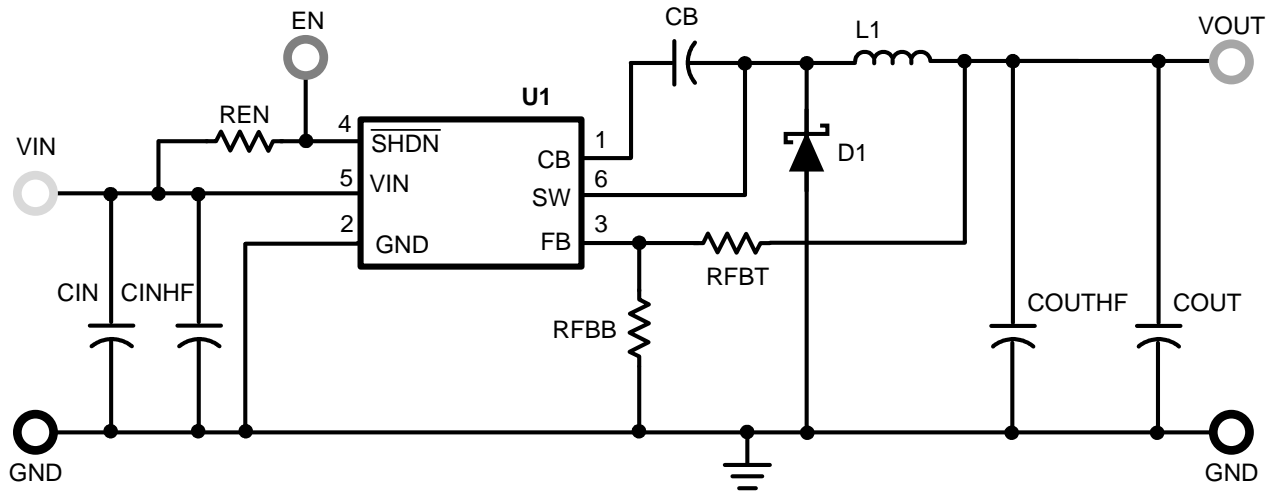 EN
CB
L1
VOUT
U1
REN
4
SHDN
1
CB
D1
VIN
5
VIN
6
SW
2
GND
3
FB
RFBT
CIN
CINHF
RFBB
COUTHF
COUT
GND
GND